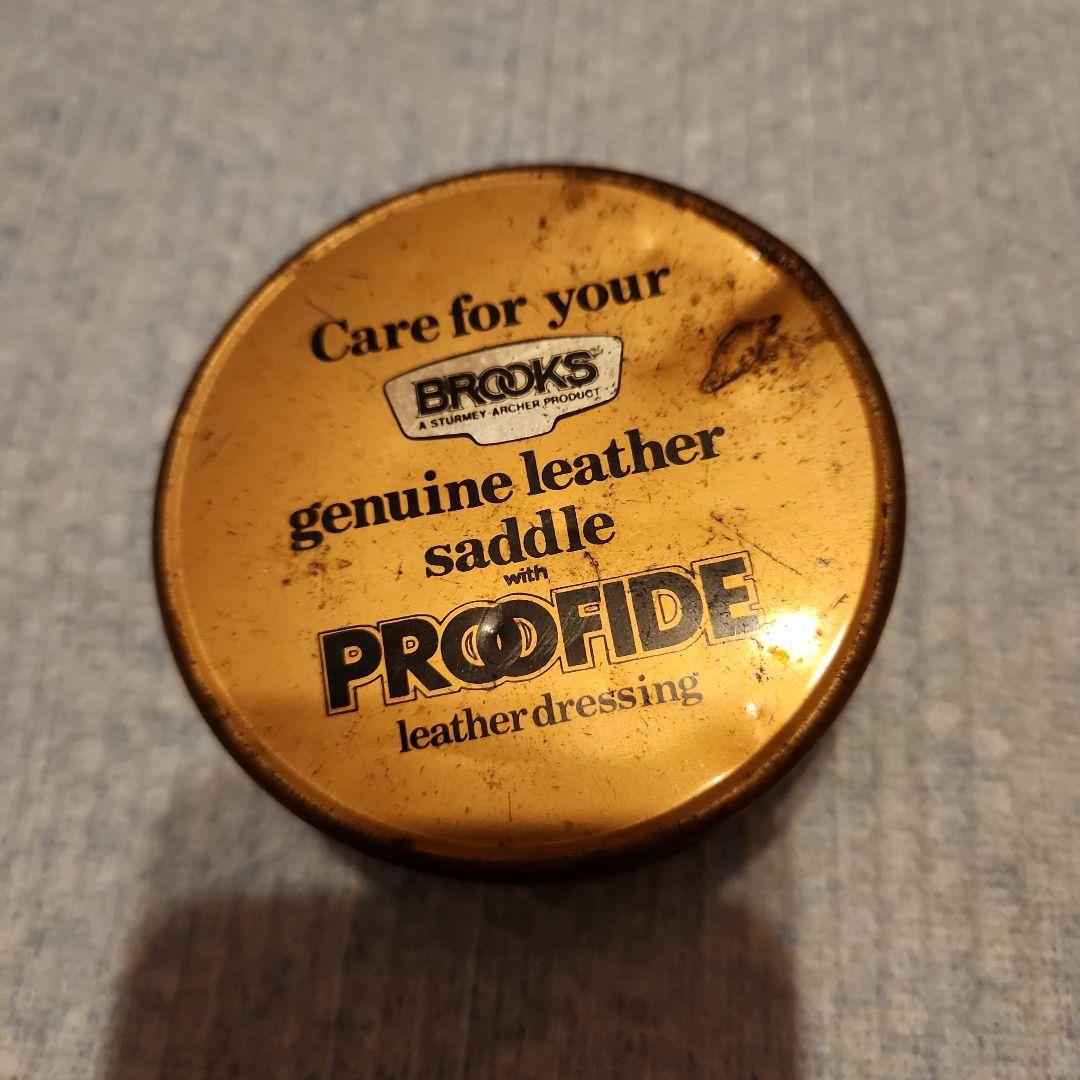 Care for your
BROOKS
A STURMEY-ARCHER PRODUCT
genuine leather
saddle
with
PROOFIDE
leather dressing